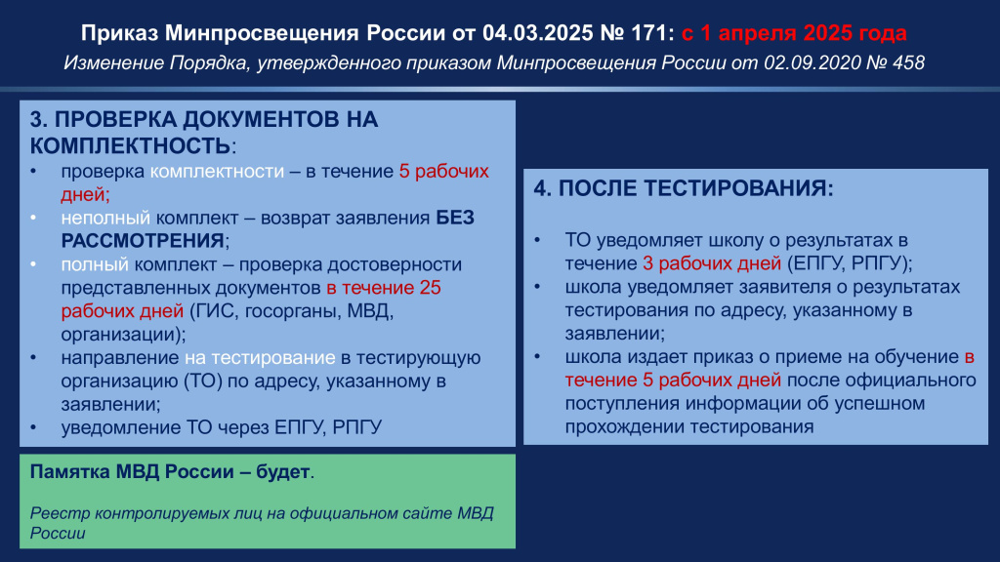 Приказ Минпросвещения России от 04.03.2025 № 171: с 1 апреля 2025 года
Изменение Порядка, утвержденного приказом Минпросвещения России от 02.09.2020 № 458
3. ПРОВЕРКА ДОКУМЕНТОВ НА
КОМПЛЕКТНОСТЬ:
• проверка комплектности – в течение 5 рабочих
дней;
• неполный комплект – возврат заявления БЕЗ
РАССМОТРЕНИЯ;
• полный комплект – проверка достоверности
представленных документов в течение 25
рабочих дней (ГИС, госорганы, МВД,
организации);
• направление на тестирование в тестирующую
организацию (ТО) по адресу, указанному в
заявлении;
• уведомление ТО через ЕПГУ, РПГУ
Памятка МВД России – будет.
Реестр контролируемых лиц на официальном сайте МВД
России
4. ПОСЛЕ ТЕСТИРОВАНИЯ:
• ТО уведомляет школу о результатах в
течение 3 рабочих дней (ЕПГУ, РПГУ);
• школа уведомляет заявителя о результатах
тестирования по адресу, указанному в
заявлении;
• школа издает приказ о приеме на обучение в
течение 5 рабочих дней после официального
поступления информации об успешном
прохождении тестирования